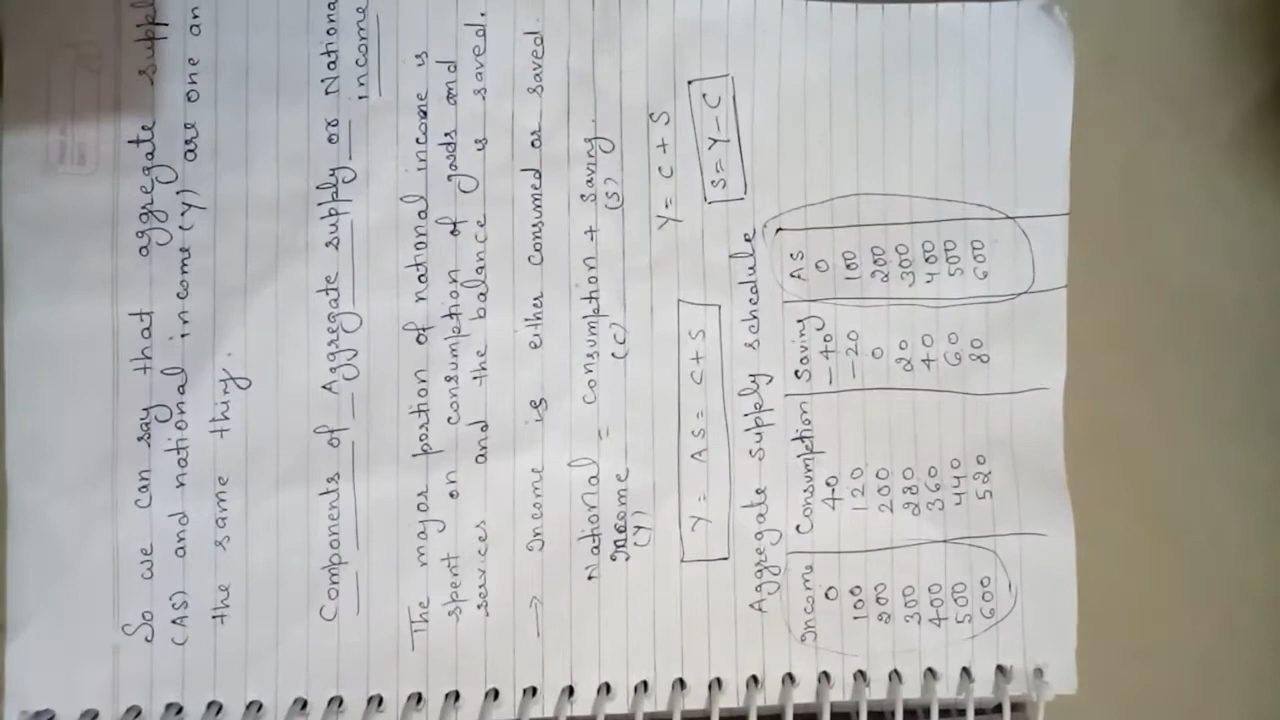 So we can say that aggregate suppl
(AS) and national income (Y) are one an
the same thing.
Components of Aggregate supply or Nationa
income
The major portion of national income is
spent on consumption of goods and
services and the balance is saved.
→ Income is either consumed or saved
National = consumption + saving.
Income (C) (S)
(Y)
Y = C + S
Y = AS = C + S
S = Y - C
Aggregate supply schedule
Income Consumption Saving AS
0 40 -40 0
100 120 -20 100
200 200 0 200
300 280 20 300
400 360 40 400
500 440 60 500
600 520 80 600